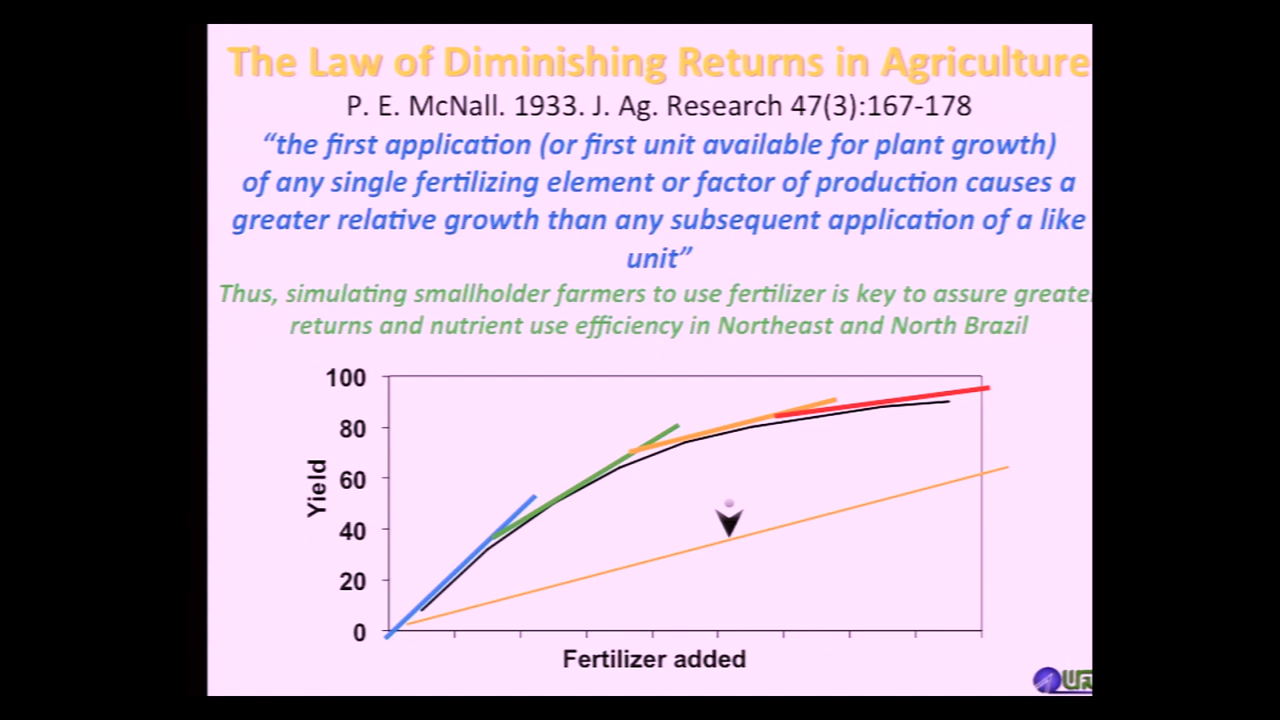 The Law of Diminishing Returns in Agriculture
P. E. McNall. 1933. J. Ag. Research 47(3):167-178
“the first application (or first unit available for plant growth)
of any single fertilizing element or factor of production causes a
greater relative growth than any subsequent application of a like
unit”
Thus, simulating smallholder farmers to use fertilizer is key to assure greate
returns and nutrient use efficiency in Northeast and North Brazil
100
80
60
40
20
0
Yield
Fertilizer added